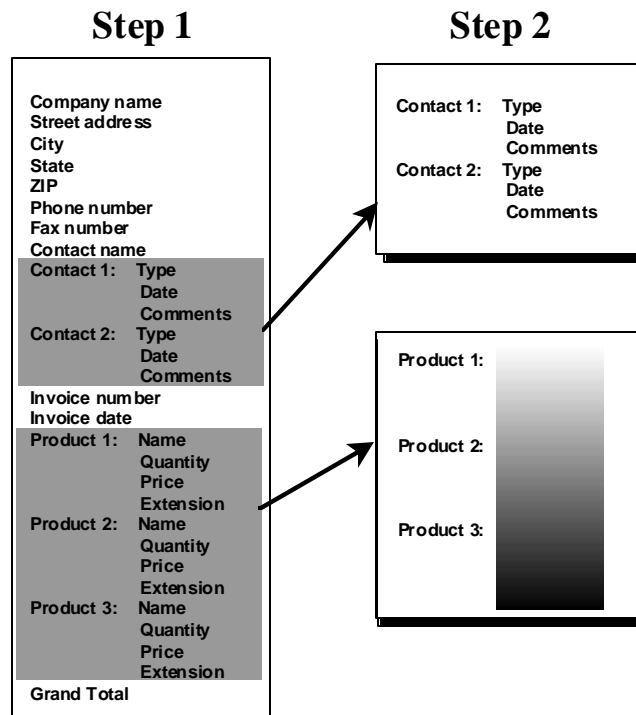 Step 1
Company name
Street address
City
State
ZIP
Phone number
Fax number
Contact name
Contact 1: Type
Date
Comments
Contact 2: Type
Date
Comments
Invoice number
Invoice date
Product 1: Name
Quantity
Price
Extension
Product 2: Name
Quantity
Price
Extension
Product 3: Name
Quantity
Price
Extension
Grand Total
Step 2
Contact 1: Type
Date
Comments
Contact 2: Type
Date
Comments
Product 1:
Product 2:
Product 3: